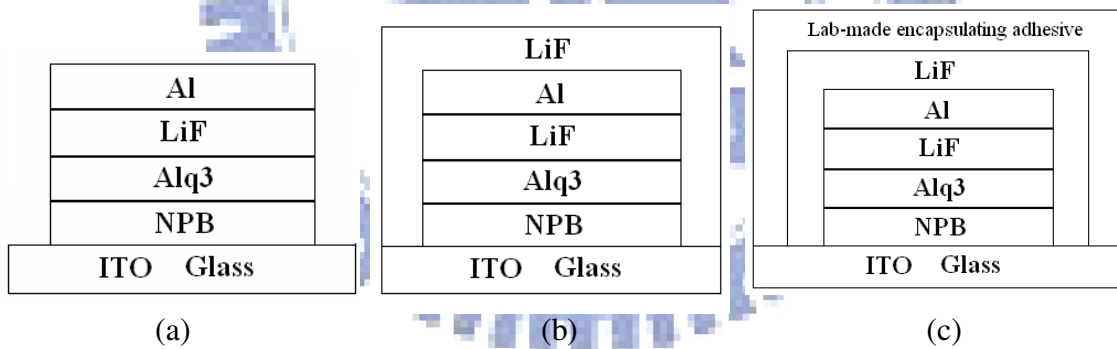 Al
LiF
Alq3
NPB
ITO Glass
(a)
LiF
Al
LiF
Alq3
NPB
ITO Glass
(b)
Lab-made encapsulating adhesive
LiF
Al
LiF
Alq3
NPB
ITO Glass
(c)